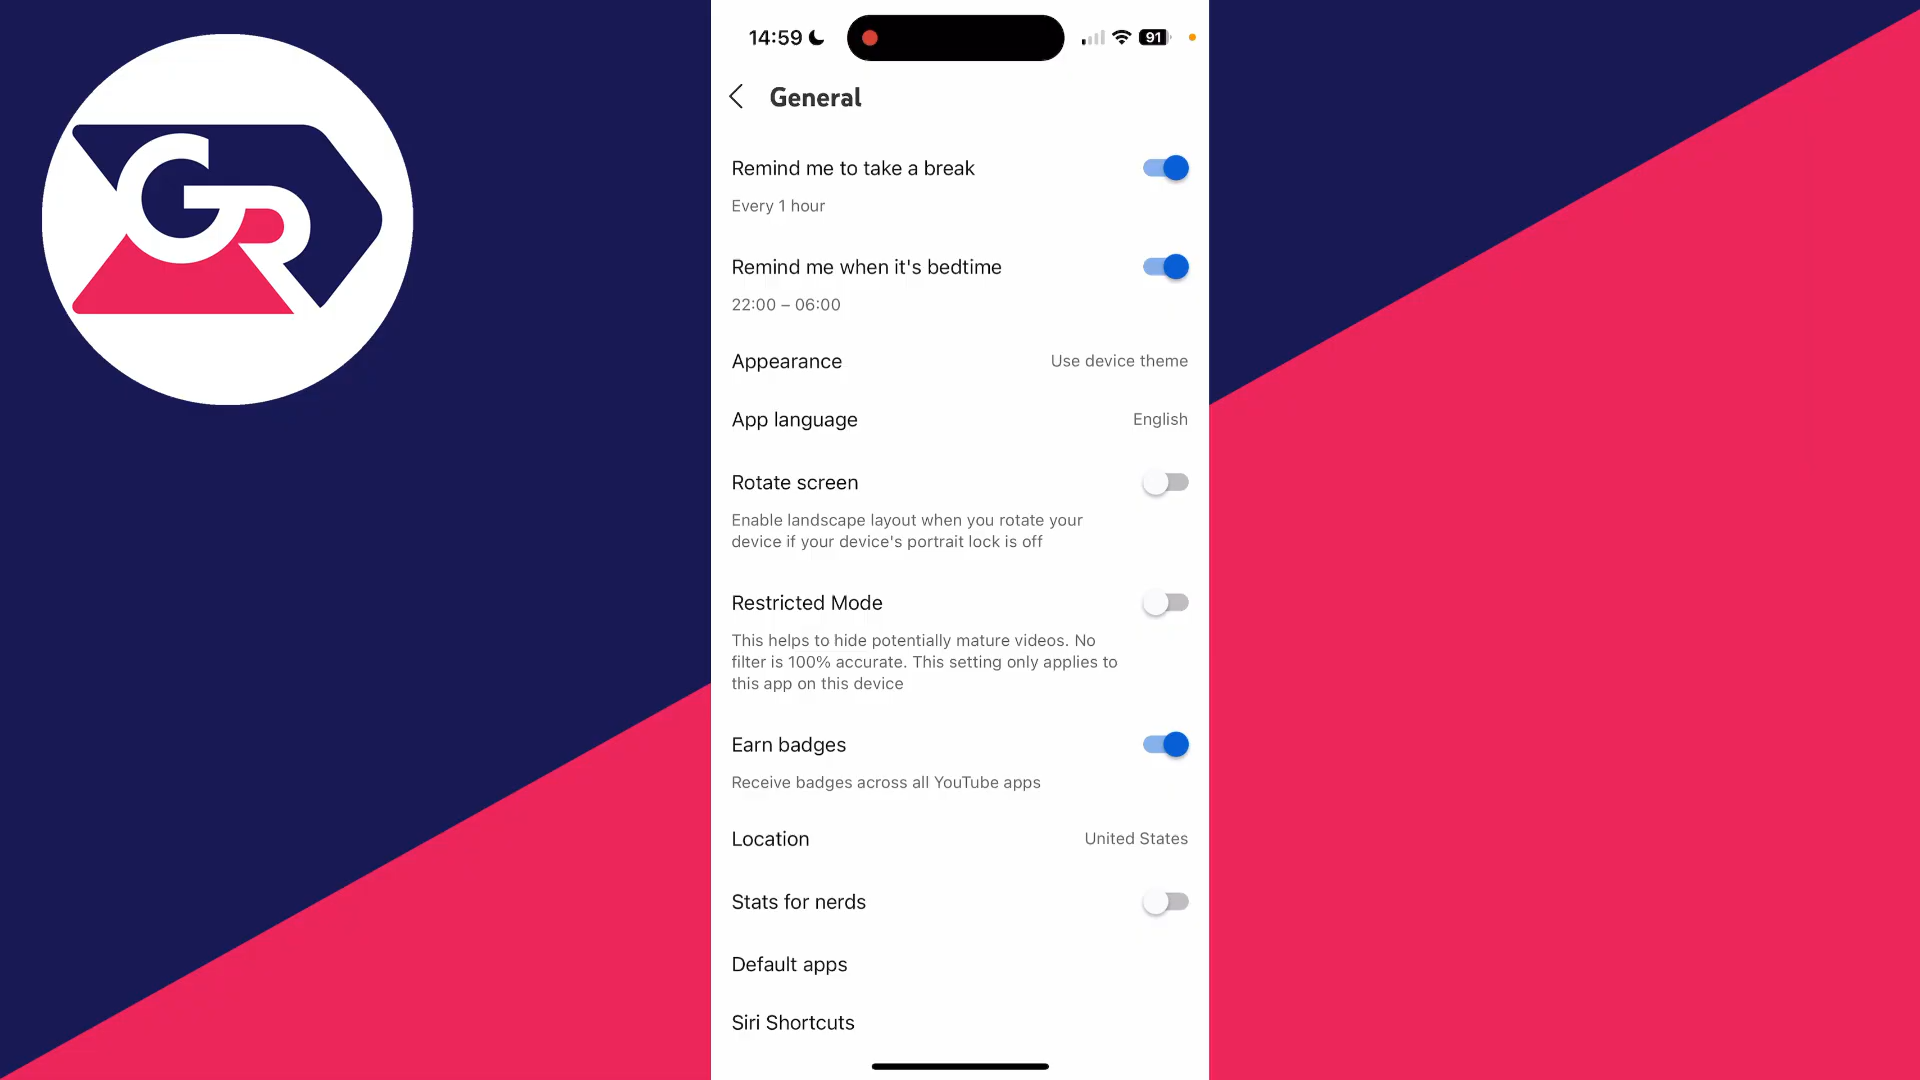 GR
14:59
91
General
Remind me to take a break
Every 1 hour
Remind me when it's bedtime
22:00 – 06:00
Appearance
Use device theme
App language
English
Rotate screen
Enable landscape layout when you rotate your
device if your device's portrait lock is off
Restricted Mode
This helps to hide potentially mature videos. No
filter is 100% accurate. This setting only applies to
this app on this device
Earn badges
Receive badges across all YouTube apps
Location
United States
Stats for nerds
Default apps
Siri Shortcuts